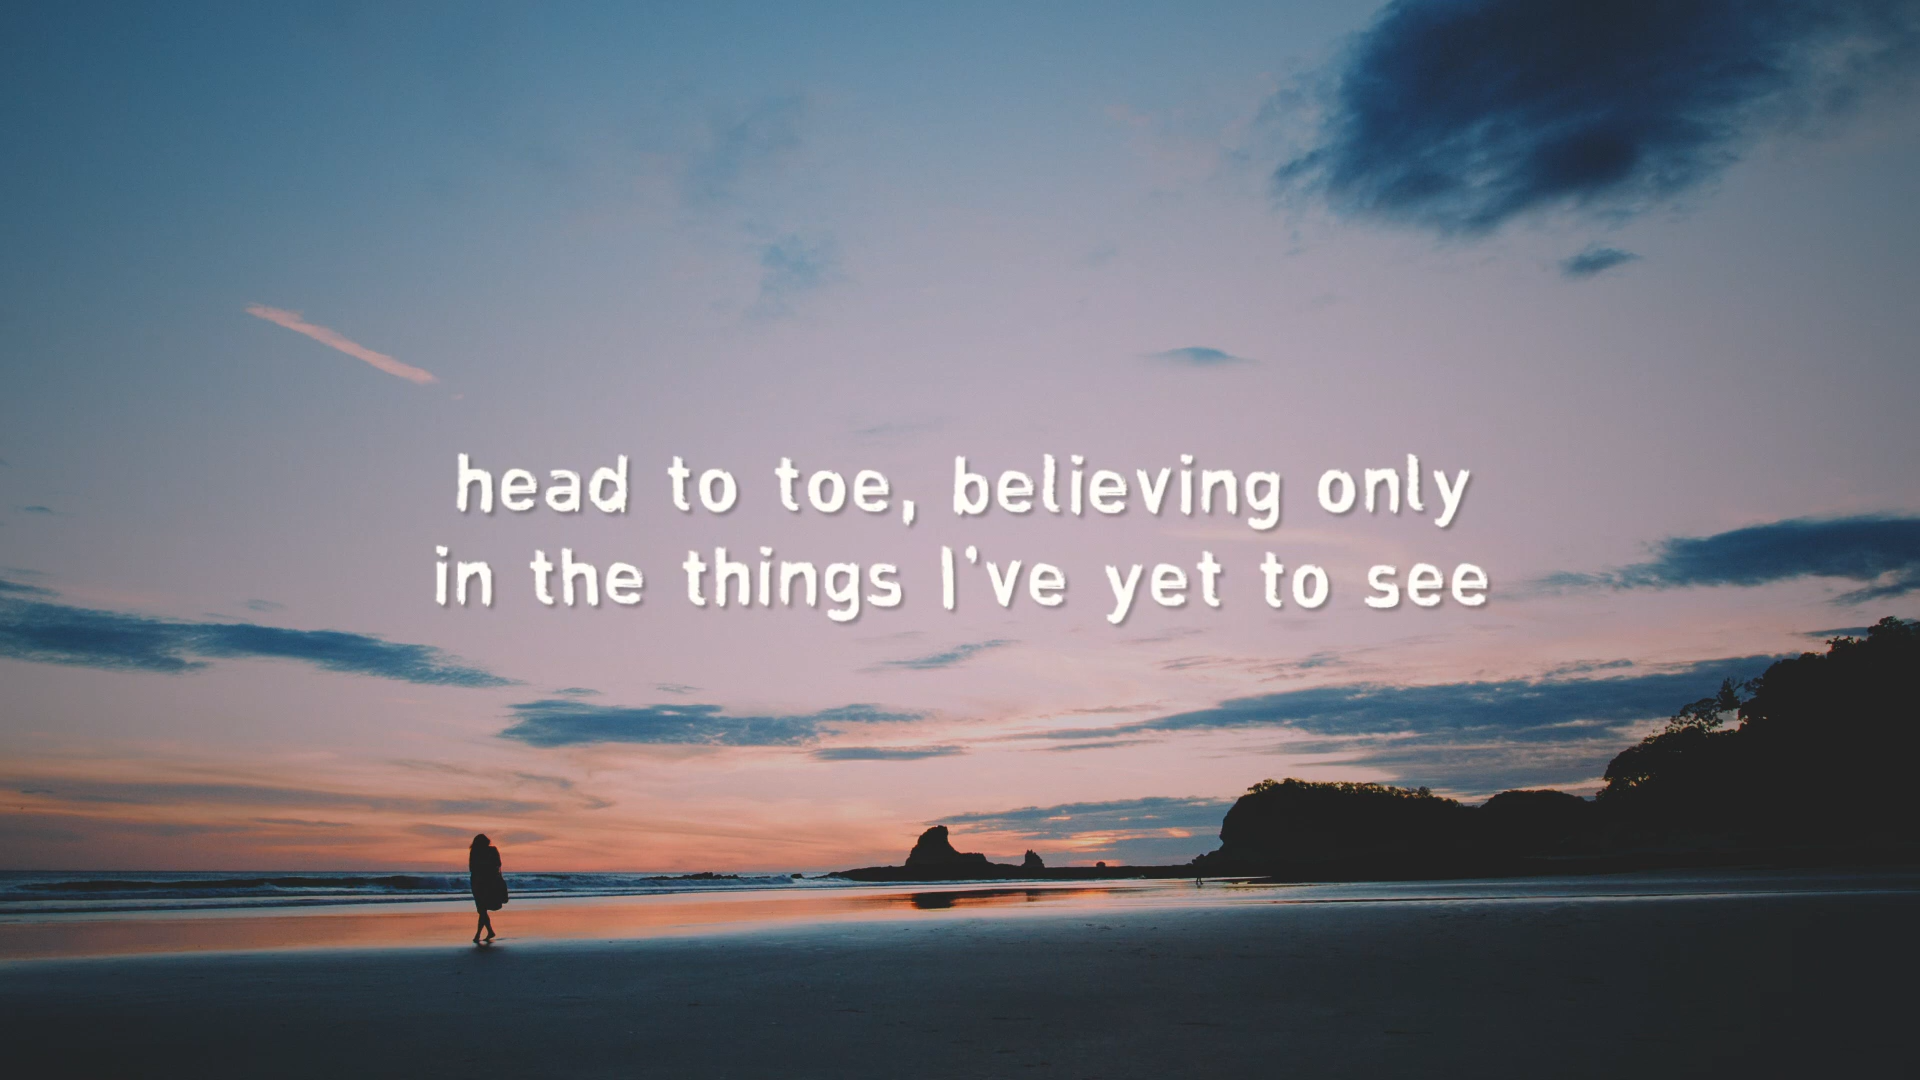 head to toe, believing only
in the things I've yet to see